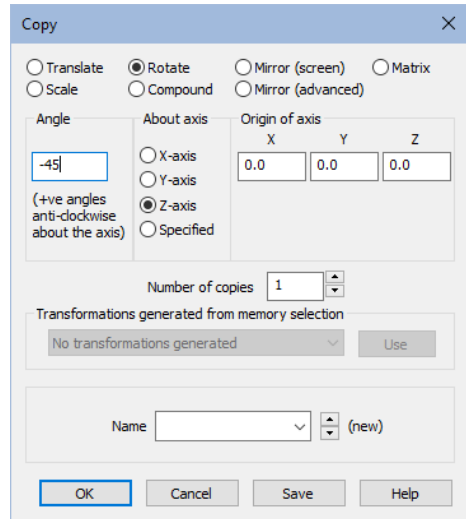 Copy
Translate Rotate Mirror (screen) Matrix
Scale Compound Mirror (advanced)
Angle About axis Origin of axis
X Y Z
-45 X-axis 0.0 0.0 0.0
Y-axis
(+ve angles
anti-clockwise
about the axis)
Z-axis
Specified
Number of copies 1
Transformations generated from memory selection
No transformations generated Use
Name (new)
OK Cancel Save Help